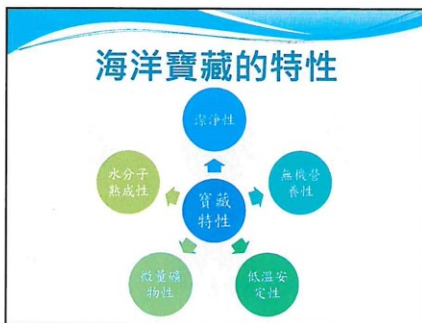 海洋寶藏的特性
潔淨性
水分子
熟成性
無機營
養性
寶藏
特性
微量礦
物性
低溫安
定性